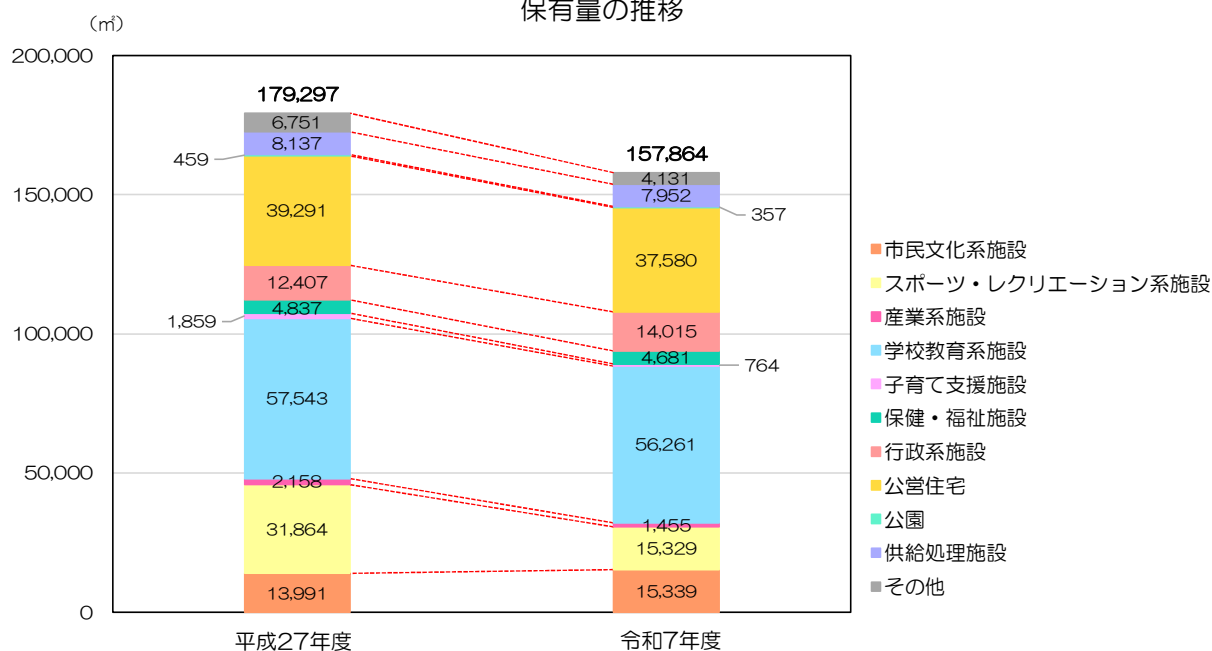 保有量の推移
(㎡)
200,000
150,000
100,000
50,000
0
179,297
6,751
8,137
459
39,291
12,407
4,837
1,859
57,543
2,158
31,864
13,991
平成27年度
157,864
4,131
7,952
357
37,580
14,015
4,681
764
56,261
1,455
15,329
15,339
令和7年度
市民文化系施設
スポーツ・レクリエーション系施設
産業系施設
学校教育系施設
子育て支援施設
保健・福祉施設
行政系施設
公営住宅
公園
供給処理施設
その他